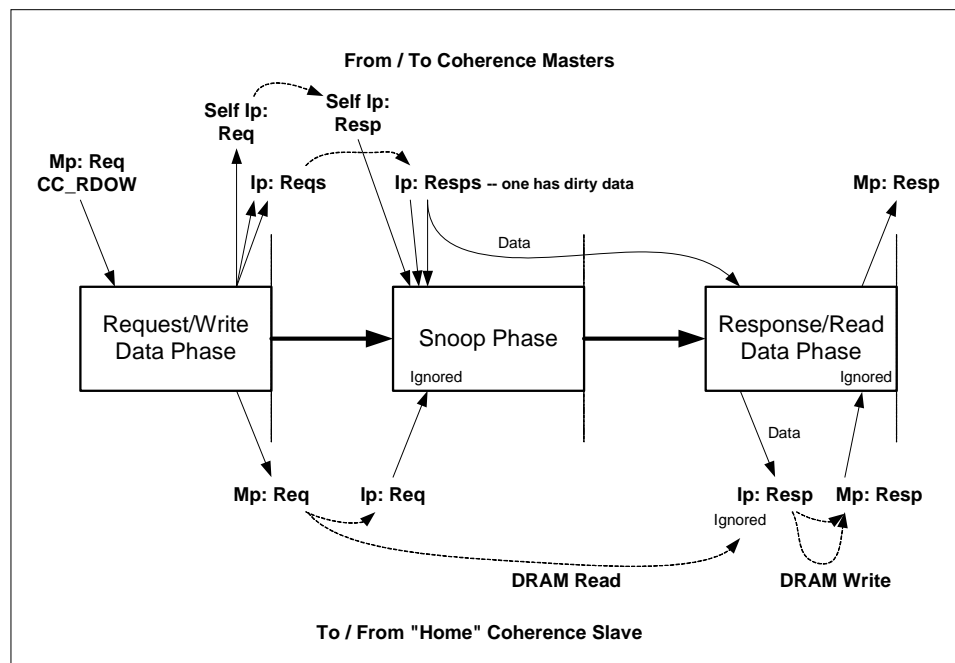 From / To Coherence Masters
Self Ip:
Req
Self Ip:
Resp
Mp: Req
CC_RDOW
Ip: Reqs
Ip: Resps -- one has dirty data
Mp: Resp
Data
Request/Write
Data Phase
Snoop Phase
Ignored
Response/Read
Data Phase
Ignored
Data
Mp: Req
Ip: Req
Ip: Resp
Mp: Resp
Ignored
DRAM Read
DRAM Write
To / From "Home" Coherence Slave